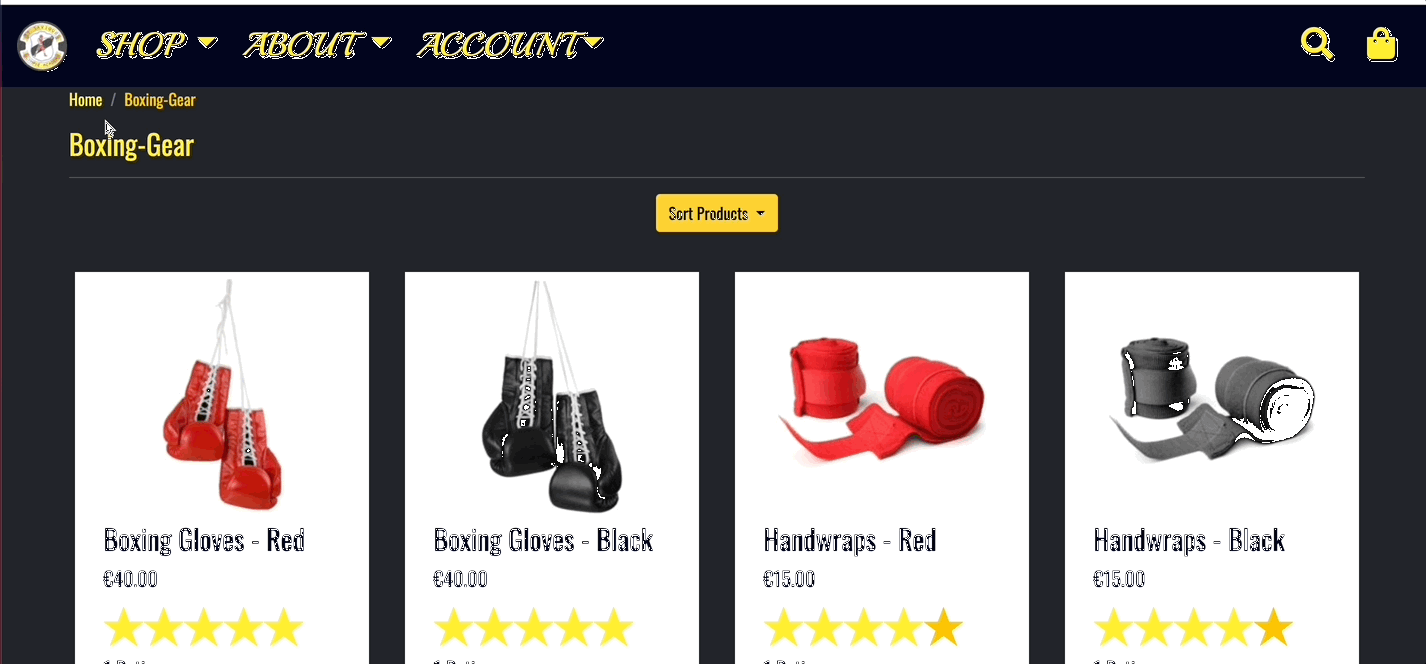 SHOP ABOUT ACCOUNT
Home / Boxing-Gear
Boxing-Gear
Sort Products
Boxing Gloves - Red
€40.00
Boxing Gloves - Black
€40.00
Handwraps - Red
€15.00
Handwraps - Black
€15.00